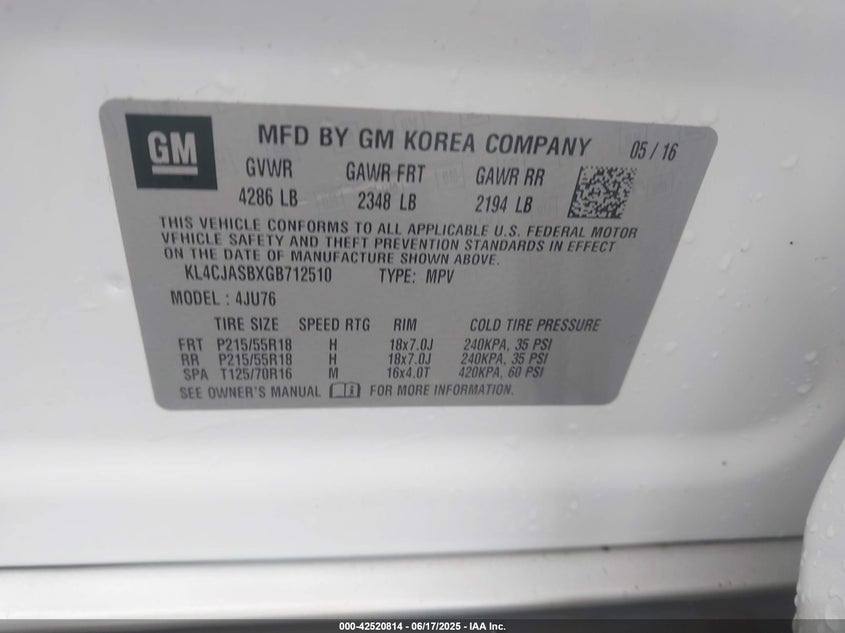 GM
MFD BY GM KOREA COMPANY 05 / 16
GVWR GAWR FRT GAWR RR
4286 LB 2348 LB 2194 LB
THIS VEHICLE CONFORMS TO ALL APPLICABLE U.S. FEDERAL MOTOR
VEHICLE SAFETY AND THEFT PREVENTION STANDARDS IN EFFECT
ON THE DATE OF MANUFACTURE SHOWN ABOVE.
KL4CJASBXGB712510 TYPE: MPV
MODEL : 4JU76
TIRE SIZE SPEED RTG RIM COLD TIRE PRESSURE
FRT P215/55R18 H 18x7.0J 240KPA, 35 PSI
RR P215/55R18 H 18x7.0J 240KPA, 35 PSI
SPA T125/70R16 M 16x4.0T 420KPA, 60 PSI
SEE OWNER'S MANUAL i FOR MORE INFORMATION.
000-42520814 - 06/17/2025 - IAA Inc.